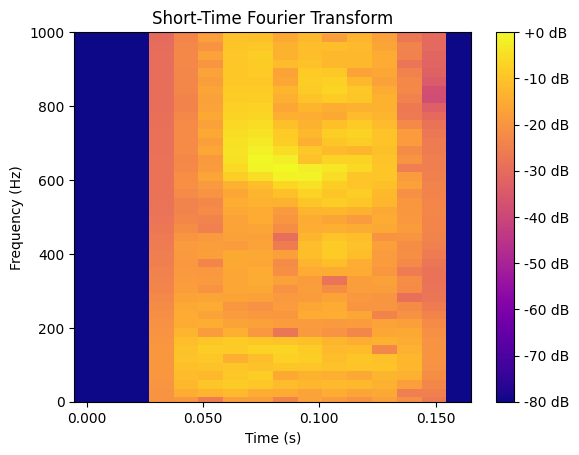 Short-Time Fourier Transform
1000
800
600
400
200
0
Frequency (Hz)
0.000
0.050
0.100
0.150
Time (s)
+0 dB
-10 dB
-20 dB
-30 dB
-40 dB
-50 dB
-60 dB
-70 dB
-80 dB